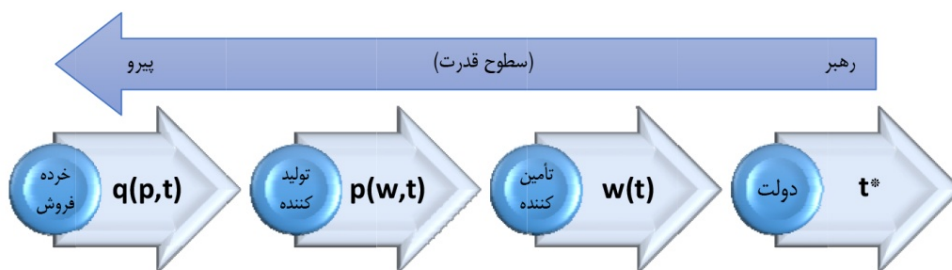 رهبر
(سطوح قدرت)
پیرو
t*
دولت
w(t)
تأمین
کننده
p(w,t)
تولید
کننده
q(p,t)
خرده
فروش